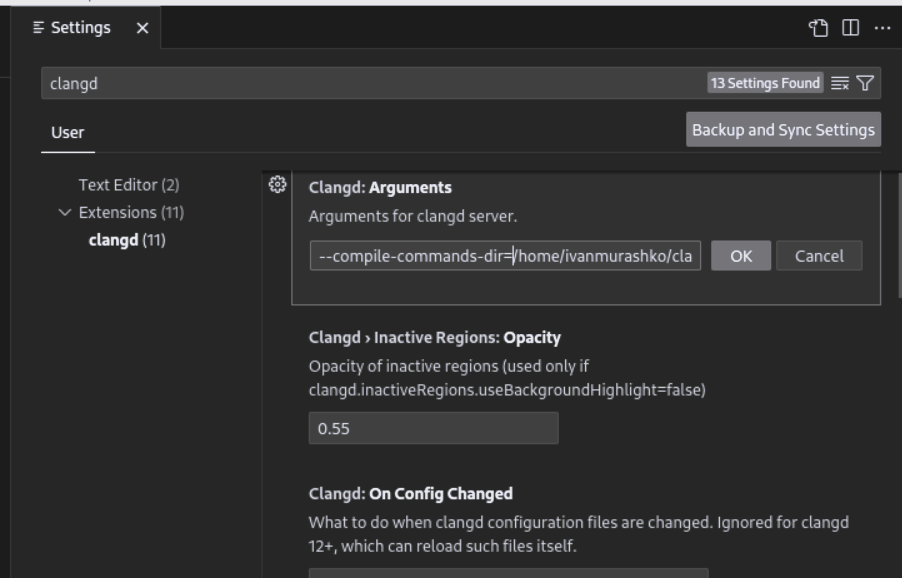 Settings
clangd
13 Settings Found
User
Backup and Sync Settings
Text Editor (2)
Extensions (11)
clangd (11)
Clangd: Arguments
Arguments for clangd server.
--compile-commands-dir=/home/ivanmurashko/cla
OK
Cancel
Clangd › Inactive Regions: Opacity
Opacity of inactive regions (used only if
clangd.inactiveRegions.useBackgroundHighlight=false)
0.55
Clangd: On Config Changed
What to do when clangd configuration files are changed. Ignored for clangd
12+, which can reload such files itself.